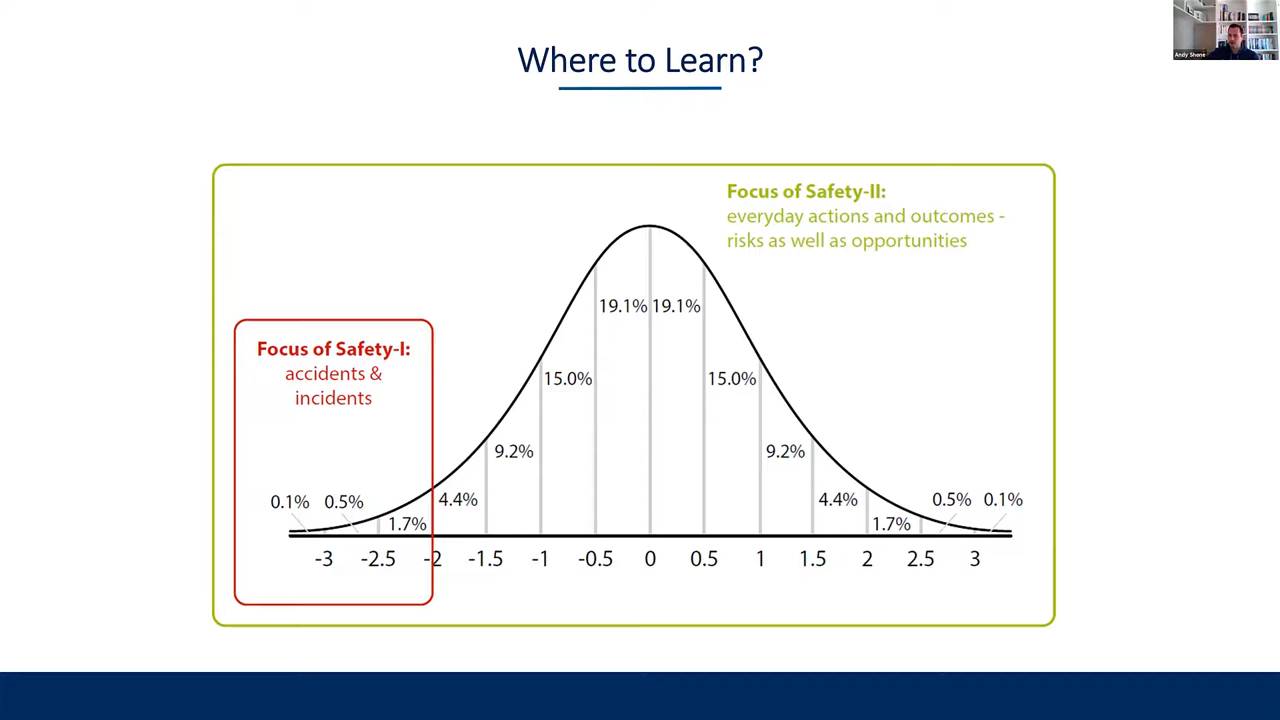 Where to Learn?
Andy Shone
Focus of Safety-II:
everyday actions and outcomes -
risks as well as opportunities
19.1% 19.1%
Focus of Safety-I:
accidents &
incidents
15.0% 15.0%
9.2% 9.2%
0.1% 0.5% 4.4% 4.4% 0.5% 0.1%
1.7% 1.7%
-3 -2.5 -2 -1.5 -1 -0.5 0 0.5 1 1.5 2 2.5 3